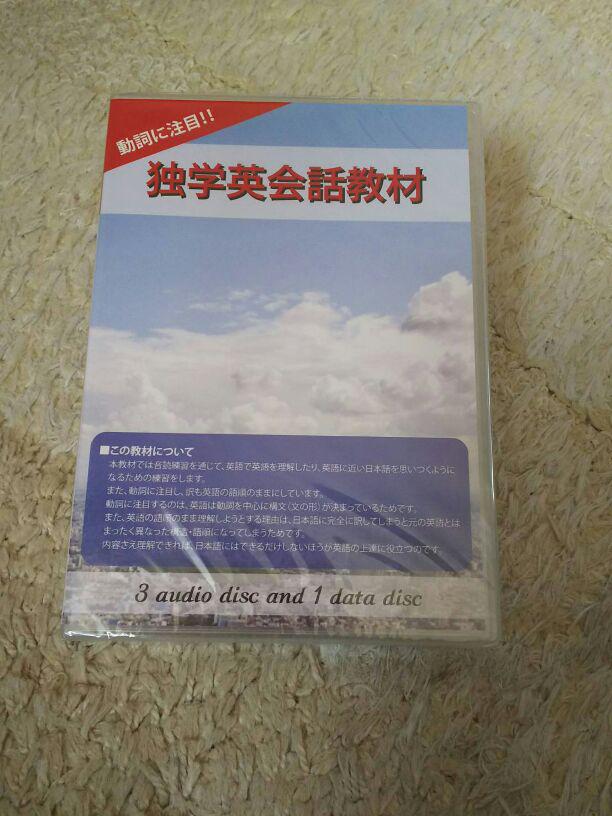 動詞に注目!!
独学英会話教材
■この教材について
本教材では音読練習を通じて、英語で英語を理解したり、英語に近い日本語を思いつくように
なるための練習をします。
また、動詞に注目し、訳も英語の語順のままにしています。
動詞に注目するのは、英語は動詞を中心に構文(文の形)が決まっているためです。
また、英語の語順のまま理解しようとする理由は、日本語に完全に訳してしまうと元の英語とは
まったく異なった構造・語順になってしまうためです。
内容さえ理解できれば、日本語にはできるだけしないほうが英語の上達に役立つのです。
3 audio disc and 1 data disc